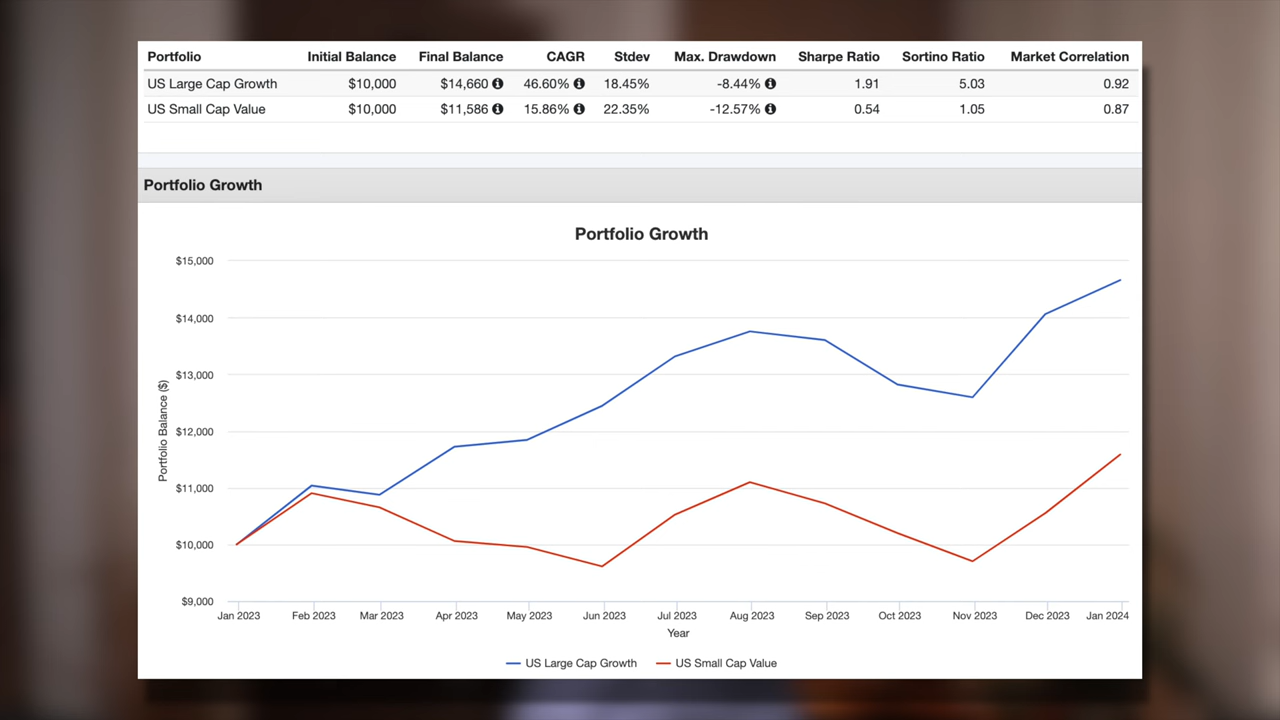 Portfolio Initial Balance Final Balance CAGR Stdev Max. Drawdown Sharpe Ratio Sortino Ratio Market Correlation
US Large Cap Growth $10,000 $14,660 46.60% 18.45% -8.44% 1.91 5.03 0.92
US Small Cap Value $10,000 $11,586 15.86% 22.35% -12.57% 0.54 1.05 0.87
Portfolio Growth
Portfolio Growth
Portfolio Balance ($)
$15,000
$14,000
$13,000
$12,000
$11,000
$10,000
$9,000
Jan 2023 Feb 2023 Mar 2023 Apr 2023 May 2023 Jun 2023 Jul 2023 Aug 2023 Sep 2023 Oct 2023 Nov 2023 Dec 2023 Jan 2024
Year
US Large Cap Growth US Small Cap Value